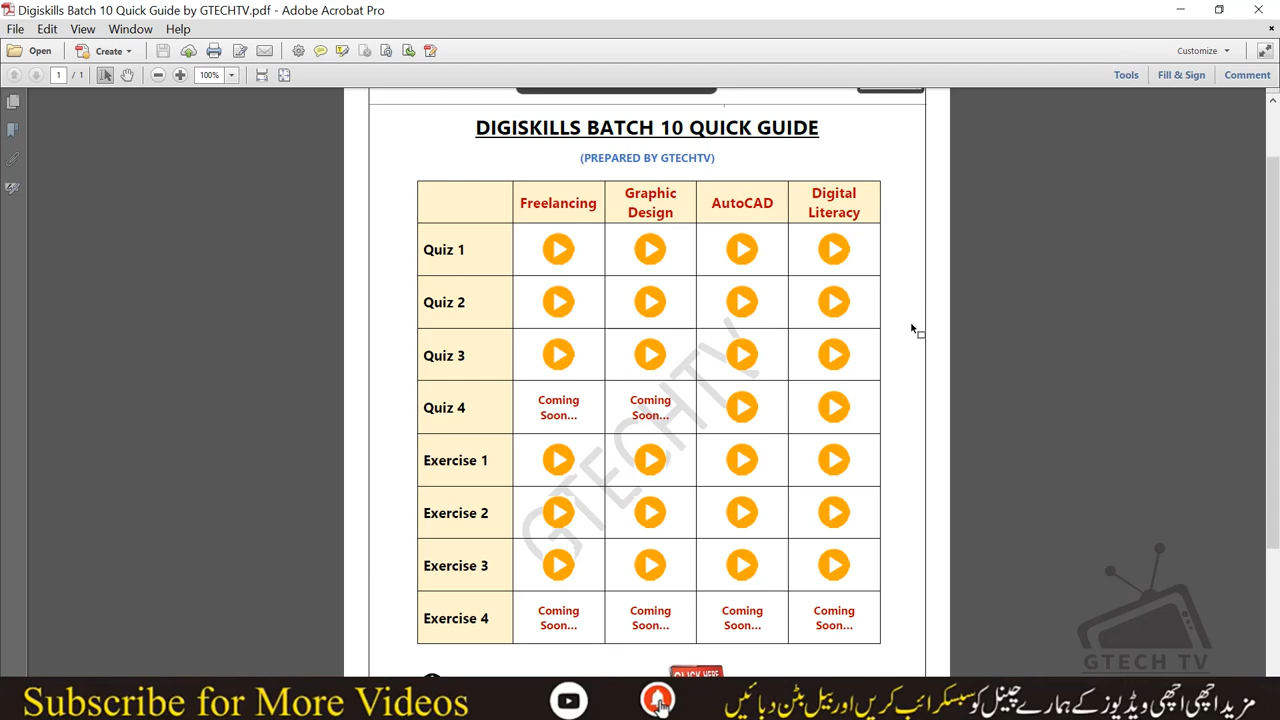 Digiskills Batch 10 Quick Guide by GTECHTV.pdf - Adobe Acrobat Pro
File Edit View Window Help
Open Create Customize
1 / 1 100% Tools Fill & Sign Comment
DIGISKILLS BATCH 10 QUICK GUIDE
(PREPARED BY GTECHTV)
Freelancing Graphic Design AutoCAD Digital Literacy
Quiz 1
Quiz 2
Quiz 3
Quiz 4 Coming Soon... Coming Soon...
Exercise 1
Exercise 2
Exercise 3
Exercise 4 Coming Soon... Coming Soon... Coming Soon... Coming Soon...
GTECHTV
CLICK HERE
GTECH TV
Subscribe for More Videos
مزید اچھی اچھی ویڈیوز کے ہمارے چینل کو سبسکرائب کریں اور بیل بٹن دبائیں